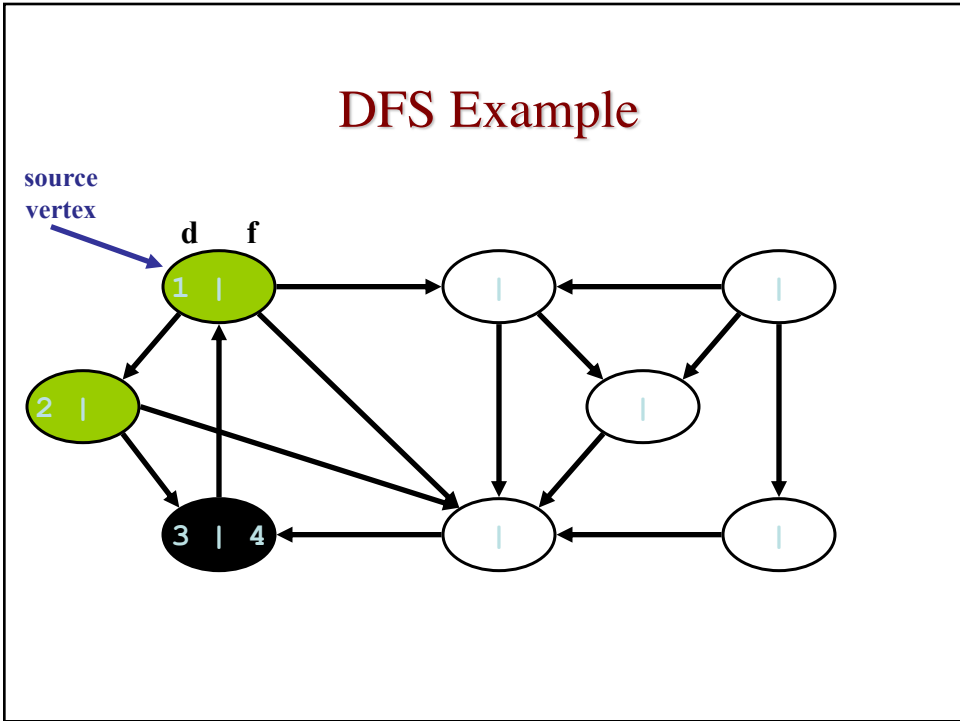 DFS Example
source
vertex
d f
1 |
|
|
2 |
|
3 | 4
|
|